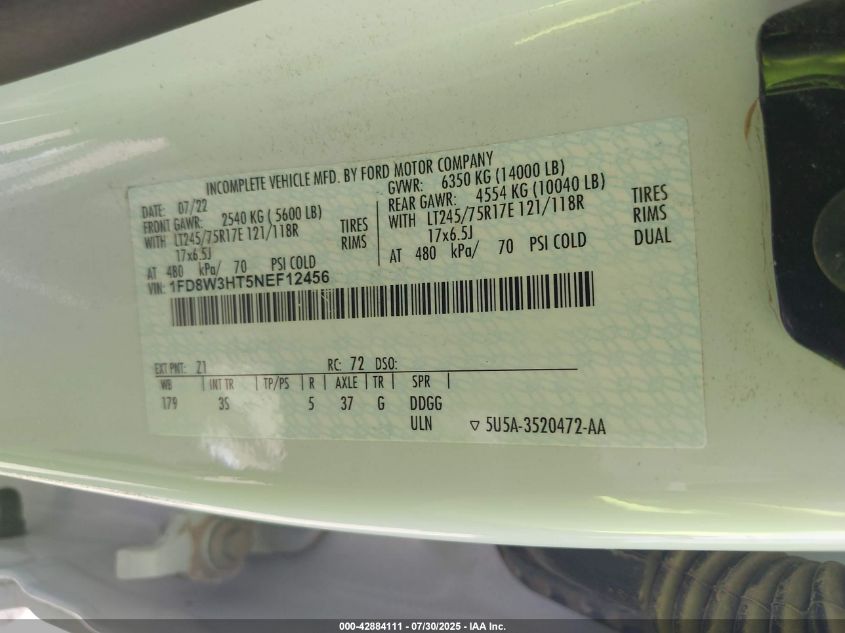 INCOMPLETE VEHICLE MFD. BY FORD MOTOR COMPANY
DATE: 07/22 GVWR: 6350 KG (14000 LB)
FRONT GAWR: 2540 KG ( 5600 LB) REAR GAWR: 4554 KG (10040 LB)
WITH LT245/75R17E 121/118R TIRES WITH LT245/75R17E 121/118R TIRES
17x6.5J RIMS 17x6.5J RIMS
AT 480 kPa/ 70 PSI COLD AT 480 kPa/ 70 PSI COLD DUAL
VIN: 1FD8W3HT5NEF12456
EXT PNT: Z1 RC: 72 DSO:
WB INT TR TP/PS R AXLE TR SPR
179 3S 5 37 G DDGG
ULN ▽ 5U5A-3520472-AA
000-42884111 - 07/30/2025 - IAA Inc.